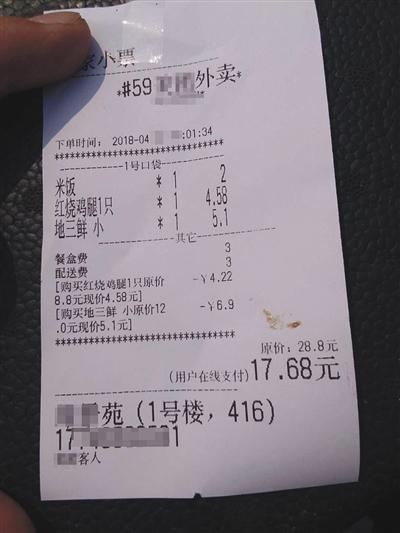 家小票
*#59 外卖*
下单时间: 2018-04 :01:34
********************************
1号口袋
米饭 * 1 2
红烧鸡腿1只 * 1 4.58
地三鲜 小 * 1 5.1
其它
餐盒费 3
配送费 3
[购买红烧鸡腿1只原价 -￥4.22
8.8元现价4.58元]
[购买地三鲜 小原价12 -￥6.9
.0元现价5.1元]
********************************
原价: 28.8元
(用户在线支付)17.68元
********************************
苑 (1号楼, 416)
17 1
客人